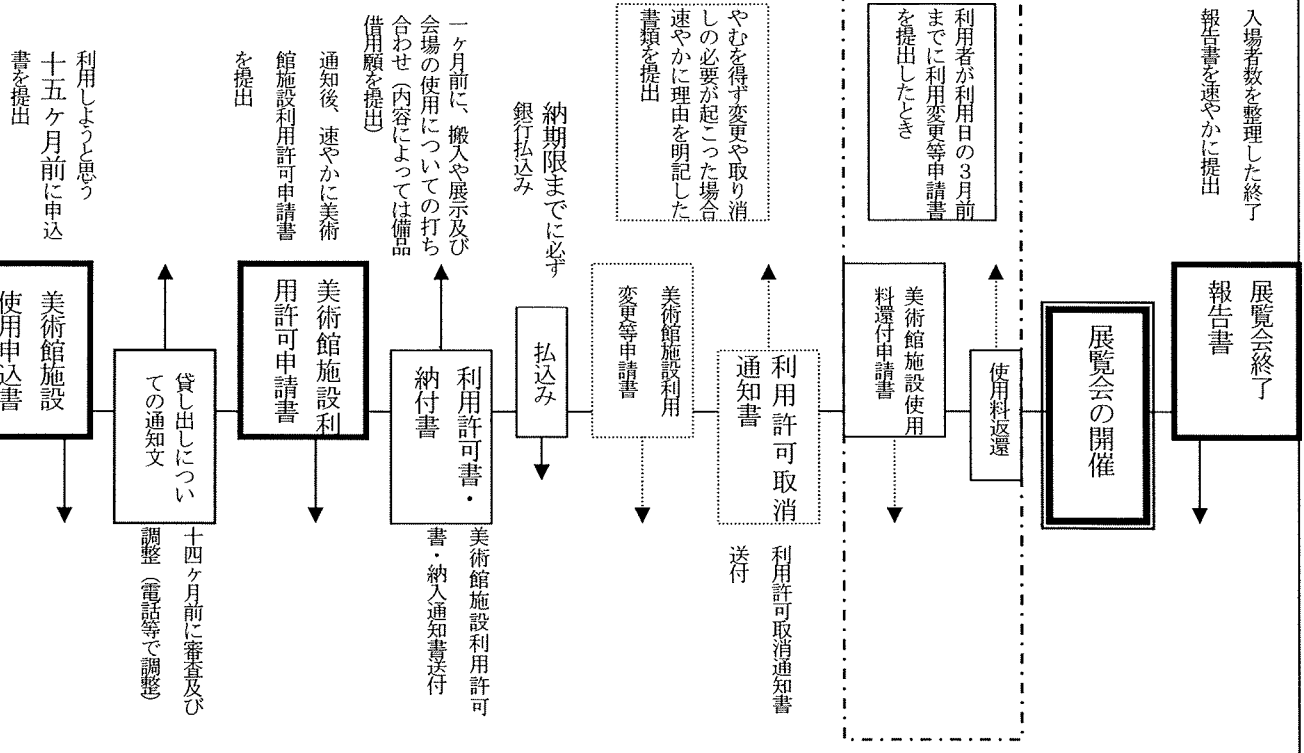 利用しようと思う
十五ヶ月前に申込
書を提出
美術館施設
使用申込書
貸し出しについ
ての通知文
十四ヶ月前に審査及び
調整（電話等で調整）
通知後、速やかに美術
館施設利用許可申請書
を提出
美術館施設利
用許可申請書
一ヶ月前に、搬入や展示及び
会場の使用についての打ち
合わせ（内容によっては備品
借用願を提出）
利用許可書・
納付書
美術館施設利用許可
書・納入通知書送付
納期限までに必ず
銀行払込み
払込み
やむを得ず変更や取り消
しの必要が起こった場合
速やかに理由を明記した
書類を提出
美術館施設利用
変更等申請書
利用許可取消
通知書
利用許可取消通知書
送付
利用者が利用日の３月前
までに利用変更等申請書
を提出したとき
美術館施設使用
料還付申請書
使用料返還
展覧会の開催
入場者数を整理した終了
報告書を速やかに提出
展覧会終了
報告書